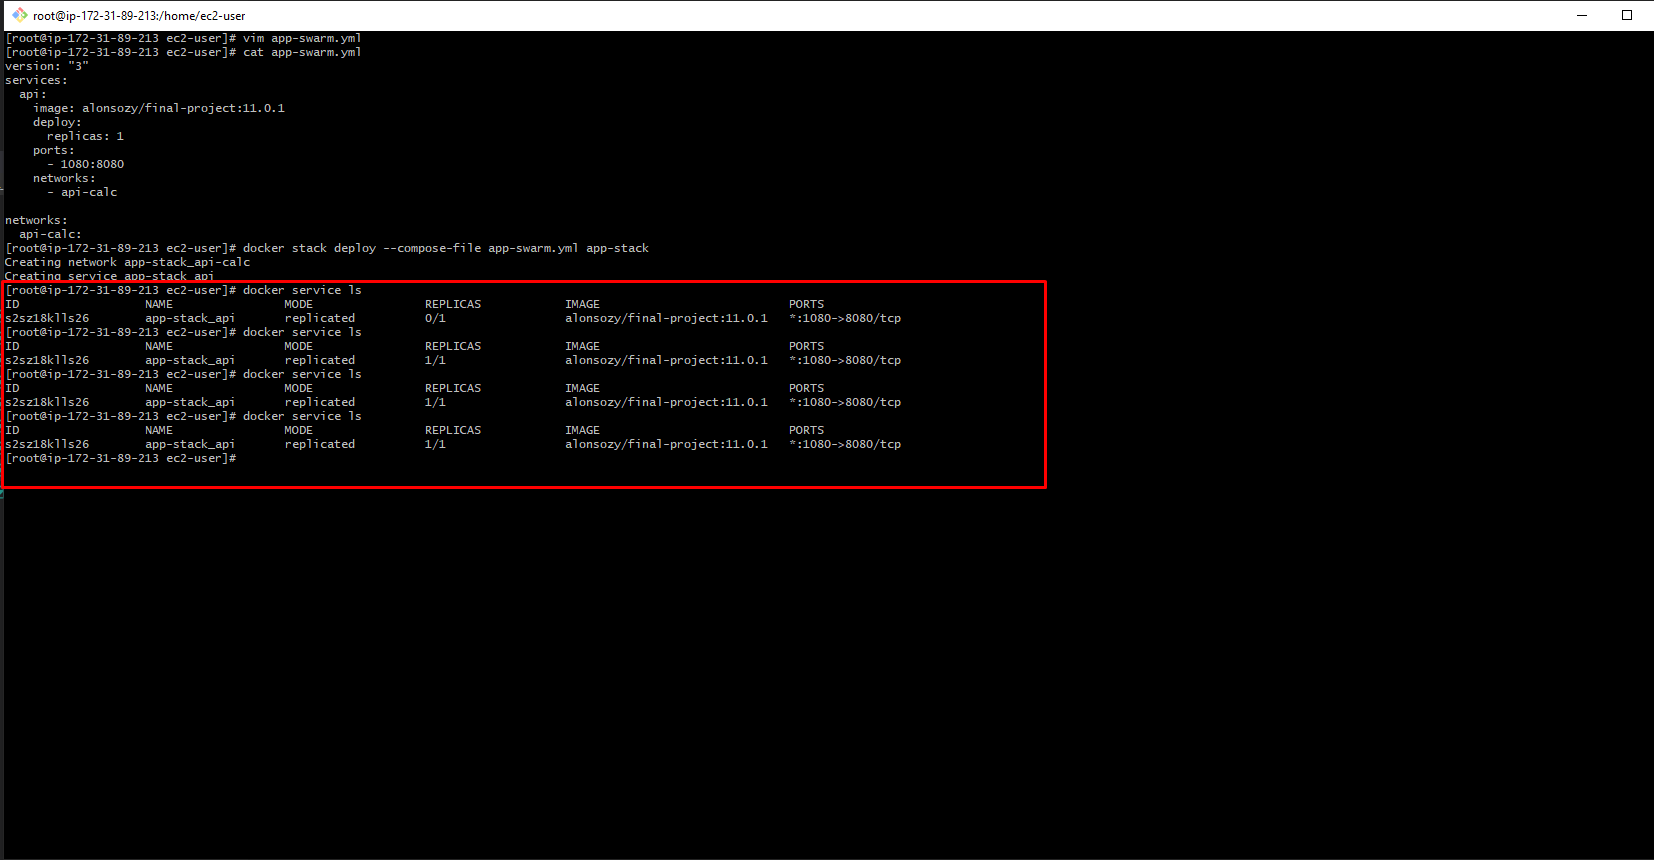 root@ip-172-31-89-213:/home/ec2-user
[root@ip-172-31-89-213 ec2-user]# vim app-swarm.yml
[root@ip-172-31-89-213 ec2-user]# cat app-swarm.yml
version: "3"
services:
  api:
    image: alonsozy/final-project:11.0.1
    deploy:
      replicas: 1
    ports:
      - 1080:8080
    networks:
      - api-calc

networks:
  api-calc:
[root@ip-172-31-89-213 ec2-user]# docker stack deploy --compose-file app-swarm.yml app-stack
Creating network app-stack_api-calc
Creating service app-stack_api
[root@ip-172-31-89-213 ec2-user]# docker service ls
ID                  NAME                MODE                REPLICAS            IMAGE                           PORTS
s2sz18klls26        app-stack_api       replicated          0/1                 alonsozy/final-project:11.0.1   *:1080->8080/tcp
[root@ip-172-31-89-213 ec2-user]# docker service ls
ID                  NAME                MODE                REPLICAS            IMAGE                           PORTS
s2sz18klls26        app-stack_api       replicated          1/1                 alonsozy/final-project:11.0.1   *:1080->8080/tcp
[root@ip-172-31-89-213 ec2-user]# docker service ls
ID                  NAME                MODE                REPLICAS            IMAGE                           PORTS
s2sz18klls26        app-stack_api       replicated          1/1                 alonsozy/final-project:11.0.1   *:1080->8080/tcp
[root@ip-172-31-89-213 ec2-user]# docker service ls
ID                  NAME                MODE                REPLICAS            IMAGE                           PORTS
s2sz18klls26        app-stack_api       replicated          1/1                 alonsozy/final-project:11.0.1   *:1080->8080/tcp
[root@ip-172-31-89-213 ec2-user]#